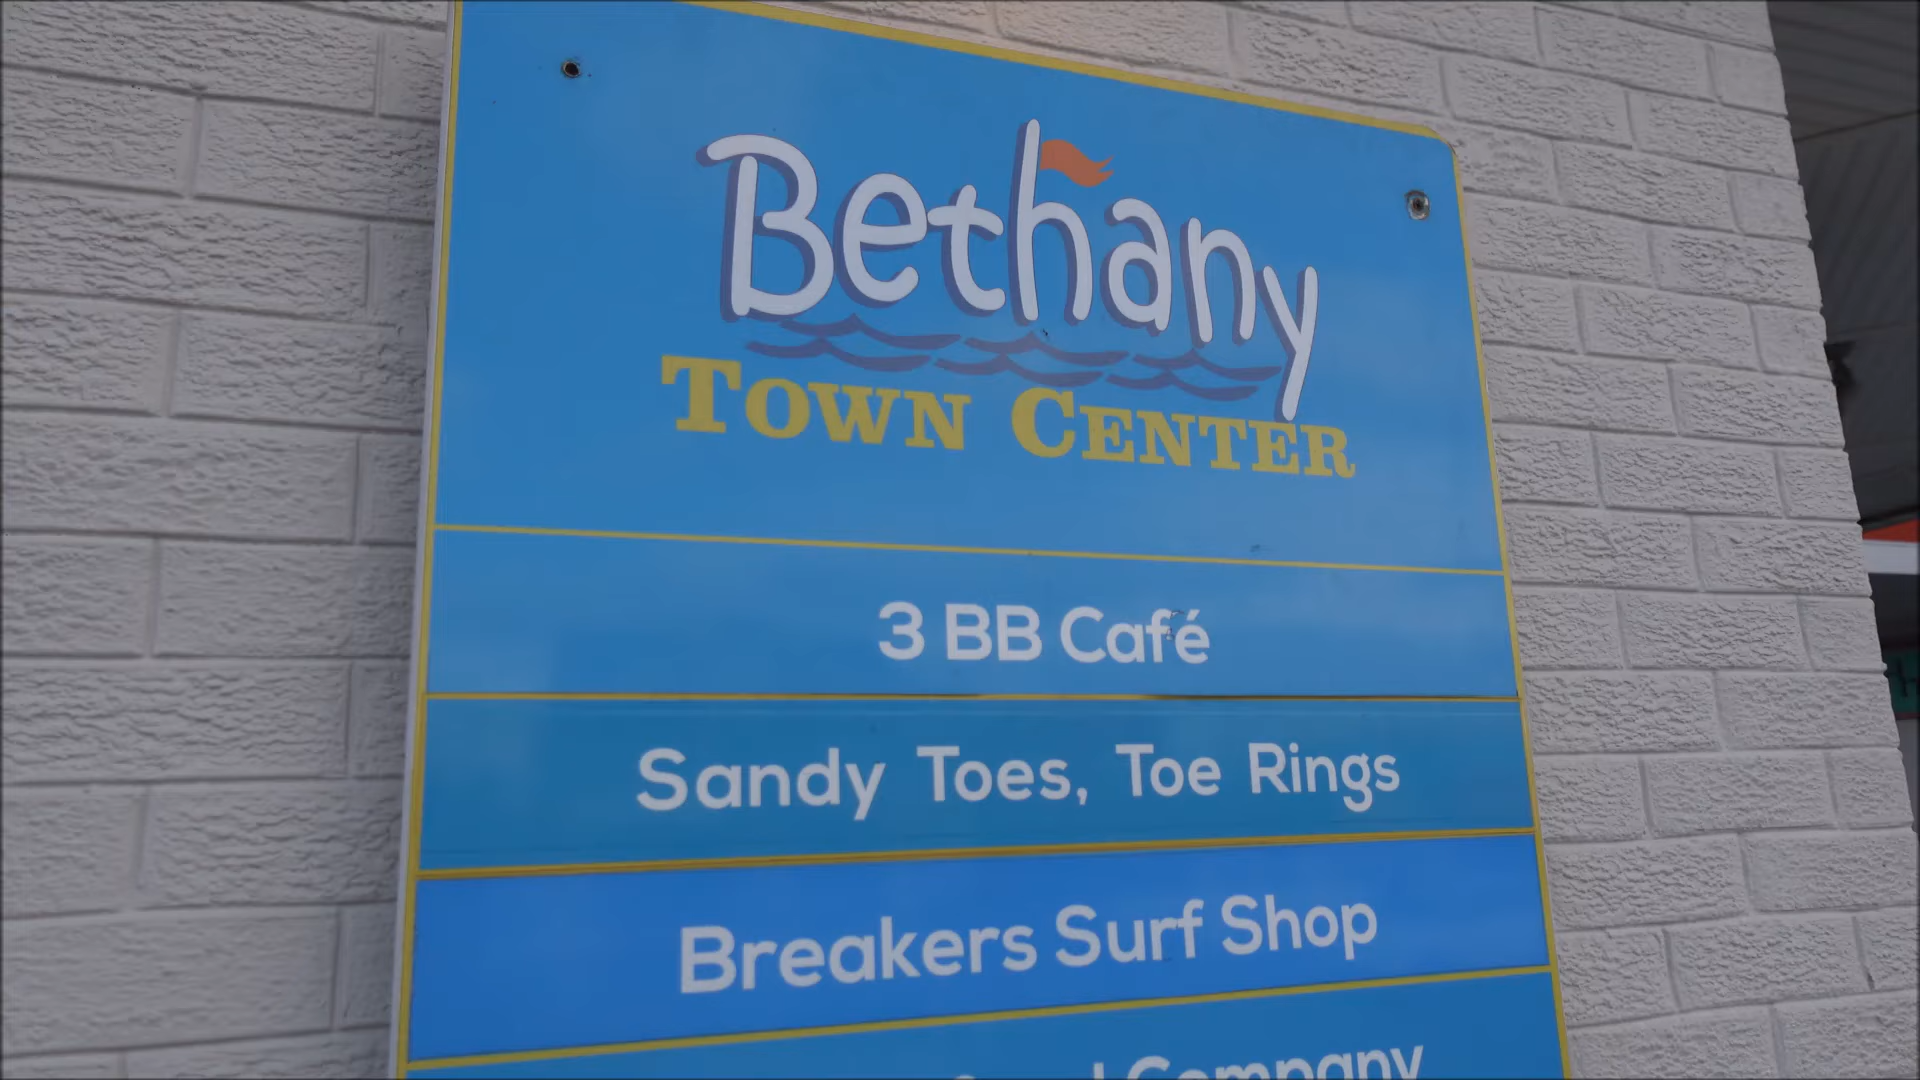 Bethany
TOWN CENTER
3 BB Café
Sandy Toes, Toe Rings
Breakers Surf Shop
Company